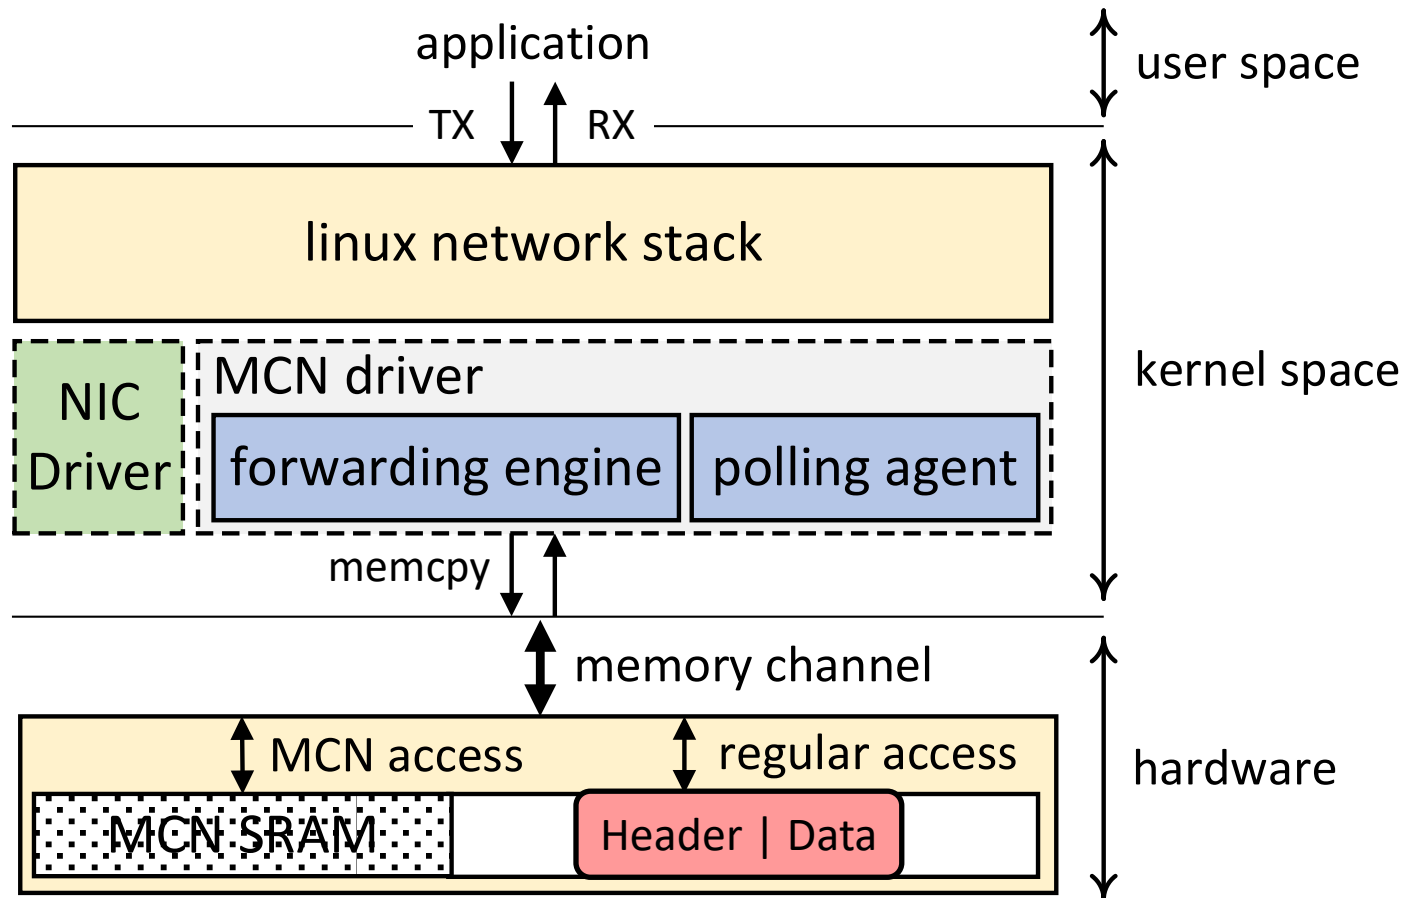 application
user space
TX
RX
linux network stack
kernel space
NIC
Driver
MCN driver
forwarding engine
polling agent
memcpy
memory channel
MCN access
regular access
hardware
MCN SRAM
Header | Data